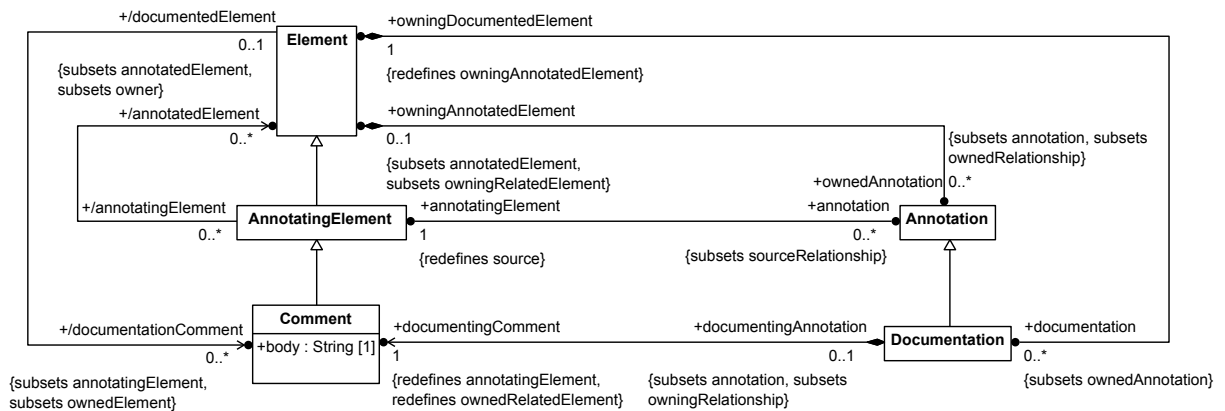 +/documentedElement
0..1
Element
+owningDocumentedElement
1
{subsets annotatedElement,
subsets owner}
{redefines owningAnnotatedElement}
+/annotatedElement
0..*
+owningAnnotatedElement
0..1
{subsets annotation, subsets
ownedRelationship}
{subsets annotatedElement,
subsets owningRelatedElement}
+ownedAnnotation
0..*
+/annotatingElement
0..*
AnnotatingElement
+annotatingElement
1
+annotation
0..*
Annotation
{redefines source}
{subsets sourceRelationship}
+/documentationComment
0..*
Comment
+body : String [1]
+documentingComment
1
+documentingAnnotation
0..1
Documentation
+documentation
0..*
{subsets annotatingElement,
subsets ownedElement}
{redefines annotatingElement,
redefines ownedRelatedElement}
{subsets annotation, subsets
owningRelationship}
{subsets ownedAnnotation}